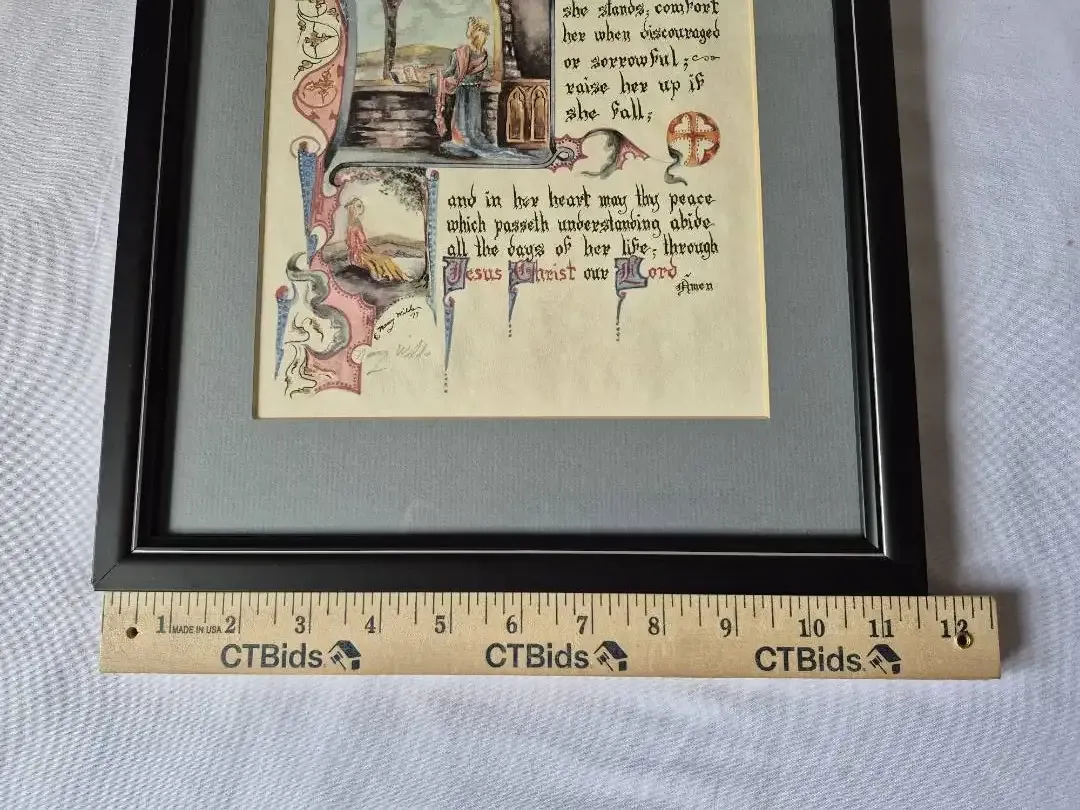 she stands; comfort
her when discouraged
or sorrowful;
raise her up if
she fall;
and in her heart may thy peace
which passeth understanding abide
all the days of her life; through
Jesus Christ our Lord
Amen
1 MADE IN USA 2 3 4 5 6 7 8 9 10 11 12
CTBids CTBids CTBids